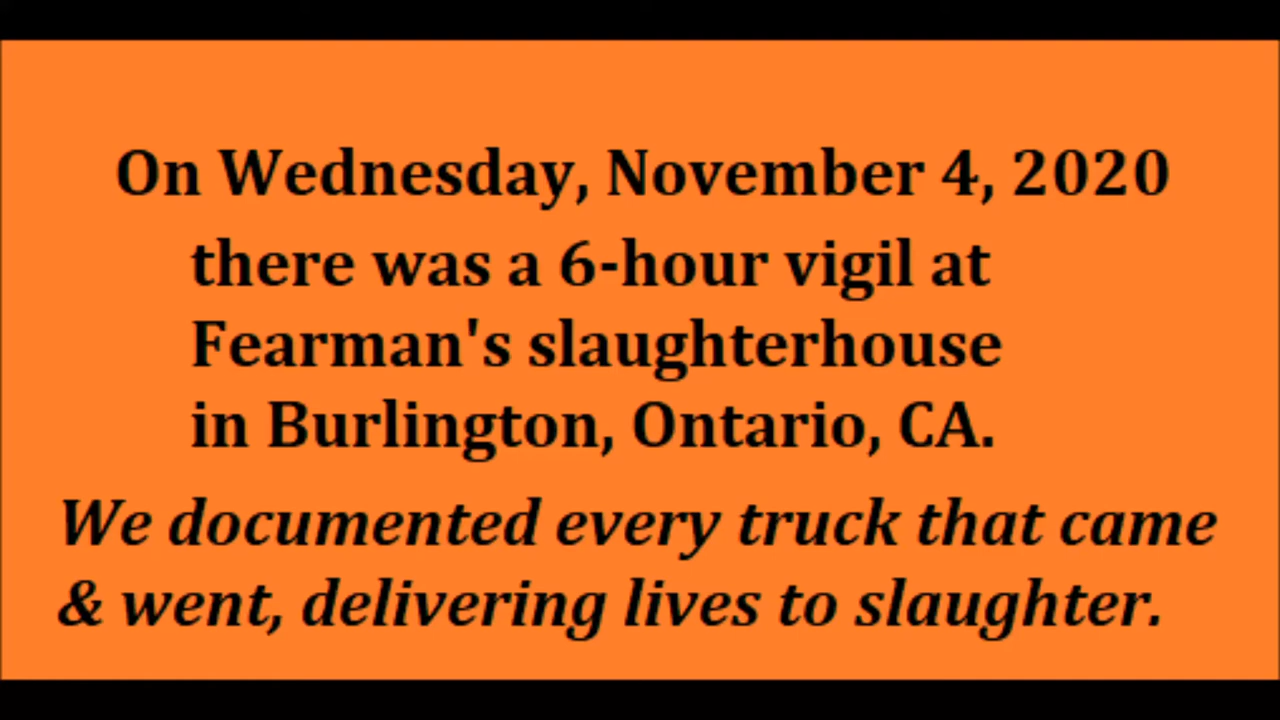 On Wednesday, November 4, 2020
there was a 6-hour vigil at
Fearman's slaughterhouse
in Burlington, Ontario, CA.
We documented every truck that came
& went, delivering lives to slaughter.